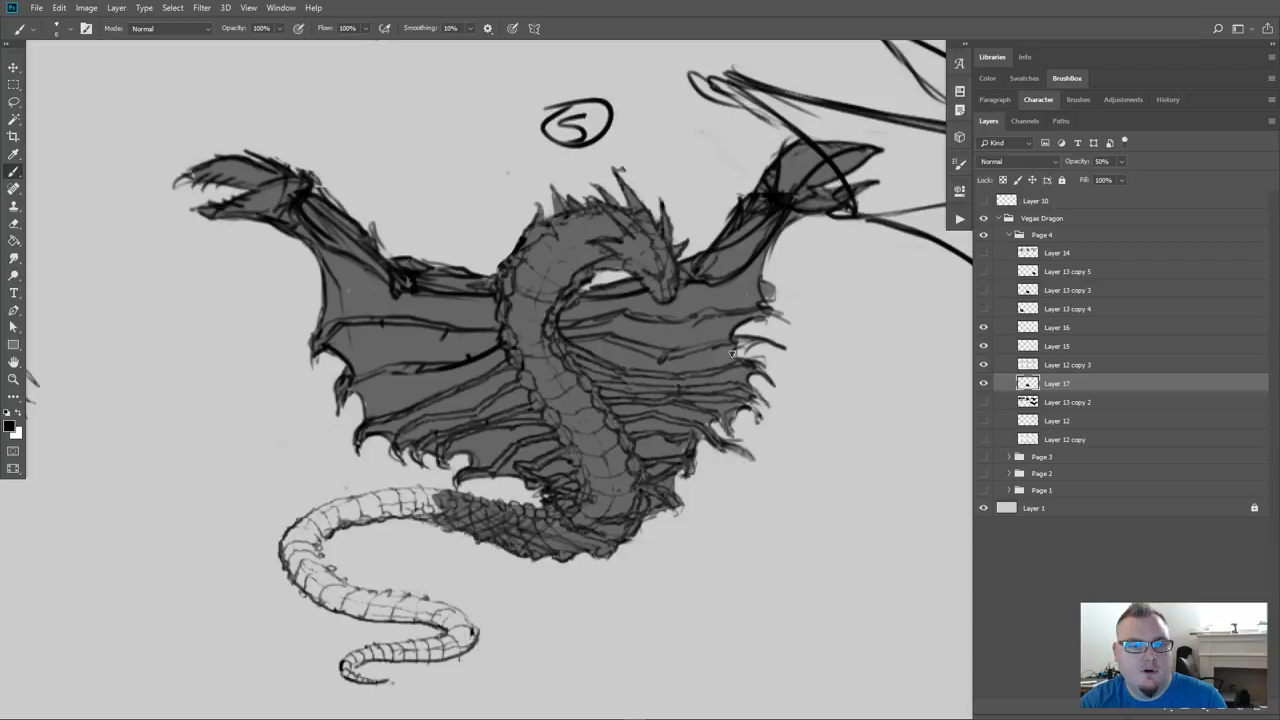 Ps File Edit Image Layer Type Select Filter 3D View Window Help
6 Mode: Normal Opacity: 100% Flow: 100% Smoothing: 10%
Libraries Info
Color Swatches BrushBox
Paragraph Character Brushes Adjustments History
Layers Channels Paths
Kind
Normal Opacity: 50%
Lock: Fill: 100%
Layer 10
Vegas Dragon
Page 4
Layer 14
Layer 13 copy 5
Layer 13 copy 3
Layer 13 copy 4
Layer 16
Layer 15
Layer 12 copy 3
Layer 17
Layer 13 copy 2
Layer 12
Layer 12 copy
Page 3
Page 2
Page 1
Layer 1
5